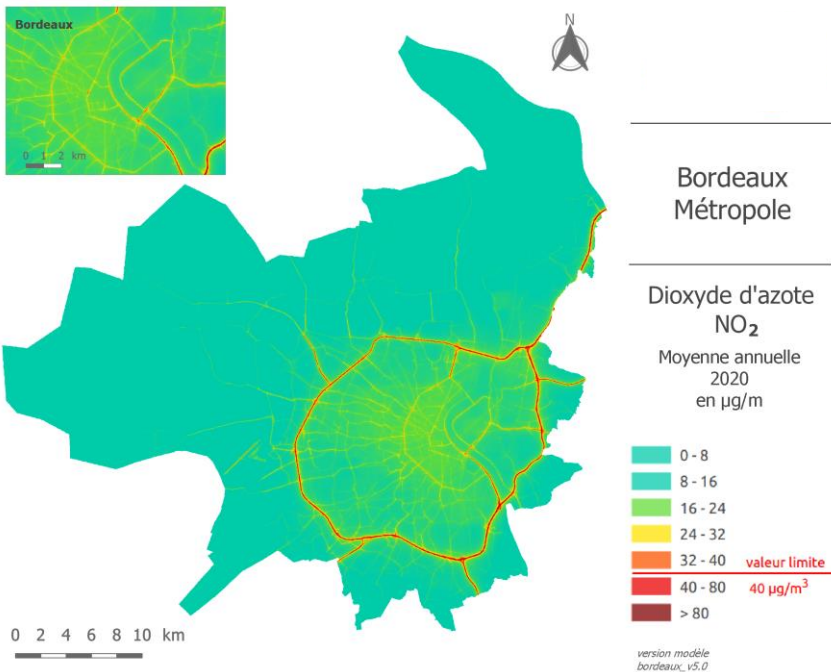 Bordeaux
0 1 2 km
N
Bordeaux
Métropole
Dioxyde d'azote
NO₂
Moyenne annuelle
2020
en µg/m
0 - 8
8 - 16
16 - 24
24 - 32
32 - 40 valeur limite
40 - 80 40 µg/m³
> 80
0 2 4 6 8 10 km
version modèle
bordeaux_v5.0